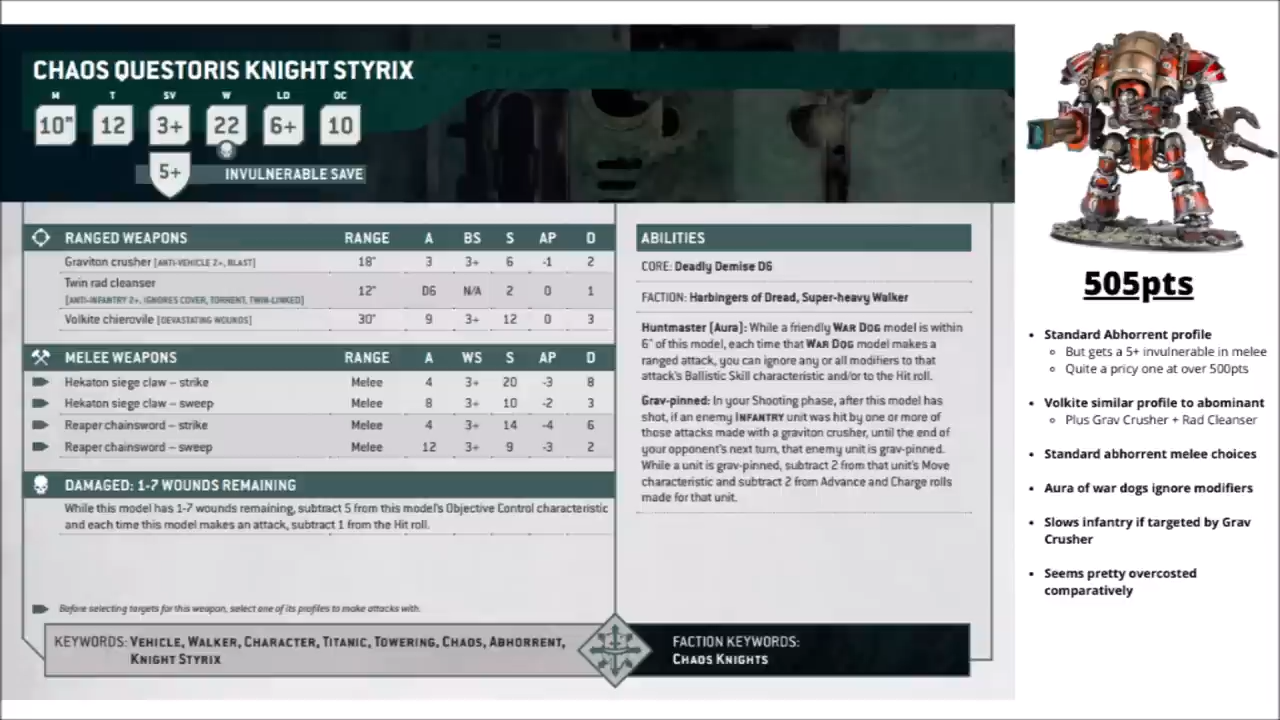 CHAOS QUESTORIS KNIGHT STYRIX
M T SV W LD OC
10" 12 3+ 22 6+ 10
5+ INVULNERABLE SAVE
RANGED WEAPONS RANGE A BS S AP D
Graviton crusher [ANTI-VEHICLE 2+, BLAST] 18" 3 3+ 6 -1 2
Twin rad cleanser
[ANTI-INFANTRY 2+, IGNORES COVER, TORRENT, TWIN-LINKED] 12" D6 N/A 2 0 1
Volkite chierovile [DEVASTATING WOUNDS] 30" 9 3+ 12 0 3
MELEE WEAPONS RANGE A WS S AP D
Hekaton siege claw – strike Melee 4 3+ 20 -3 8
Hekaton siege claw – sweep Melee 8 3+ 10 -2 3
Reaper chainsword – strike Melee 4 3+ 14 -4 6
Reaper chainsword – sweep Melee 12 3+ 9 -3 2
DAMAGED: 1-7 WOUNDS REMAINING
While this model has 1-7 wounds remaining, subtract 5 from this model's Objective Control characteristic
and each time this model makes an attack, subtract 1 from the Hit roll.
Before selecting targets for this weapon, select one of its profiles to make attacks with.
KEYWORDS: VEHICLE, WALKER, CHARACTER, TITANIC, TOWERING, CHAOS, ABHORRENT,
KNIGHT STYRIX
ABILITIES
CORE: Deadly Demise D6
FACTION: Harbingers of Dread, Super-heavy Walker
Huntmaster (Aura): While a friendly WAR DOG model is within
6" of this model, each time that WAR DOG model makes a
ranged attack, you can ignore any or all modifiers to that
attack's Ballistic Skill characteristic and/or to the Hit roll.
Grav-pinned: In your Shooting phase, after this model has
shot, if an enemy INFANTRY unit was hit by one or more of
those attacks made with a graviton crusher, until the end of
your opponent's next turn, that enemy unit is grav-pinned.
While a unit is grav-pinned, subtract 2 from that unit's Move
characteristic and subtract 2 from Advance and Charge rolls
made for that unit.
FACTION KEYWORDS:
CHAOS KNIGHTS
505pts
• Standard Abhorrent profile
But gets a 5+ invulnerable in melee
Quite a pricy one at over 500pts
• Volkite similar profile to abominant
Plus Grav Crusher + Rad Cleanser
• Standard abhorrent melee choices
• Aura of war dogs ignore modifiers
• Slows infantry if targeted by Grav
Crusher
• Seems pretty overcosted
comparatively